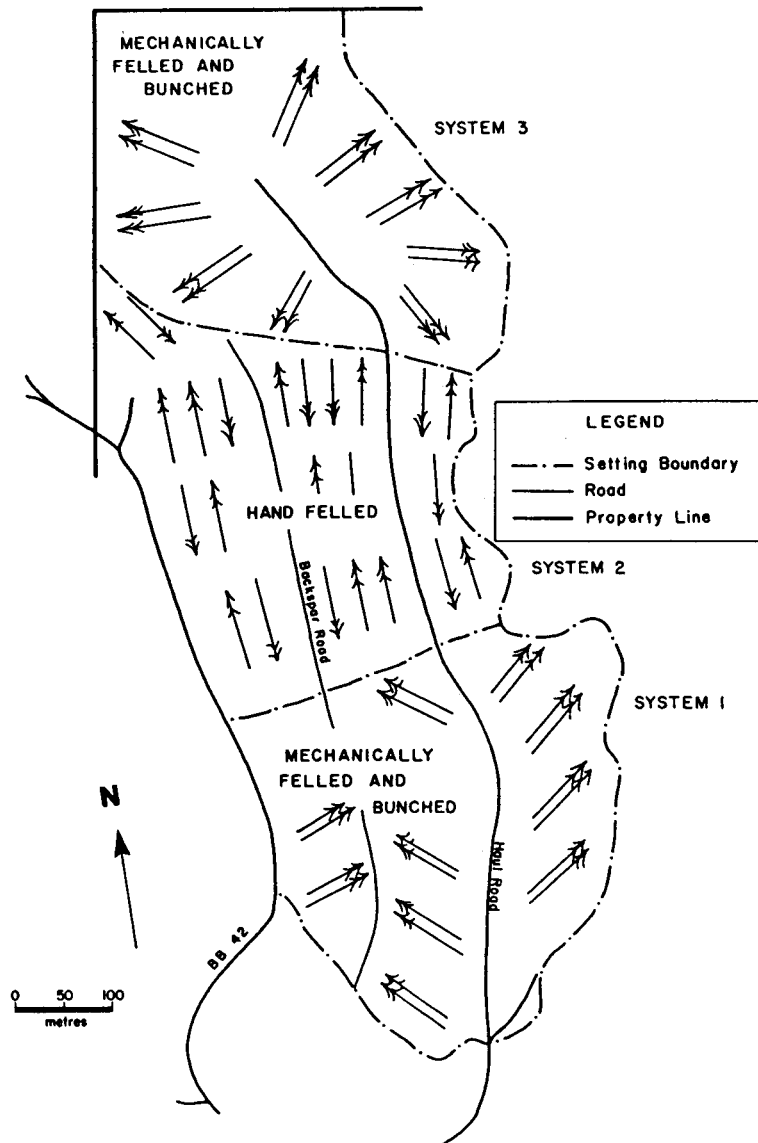 MECHANICALLY
FELLED AND
BUNCHED
SYSTEM 3
LEGEND
Setting Boundary
Road
Property Line
HAND FELLED
Backspar Road
SYSTEM 2
SYSTEM 1
MECHANICALLY
FELLED AND
BUNCHED
N
Haul Road
BB 42
0 50 100
metres